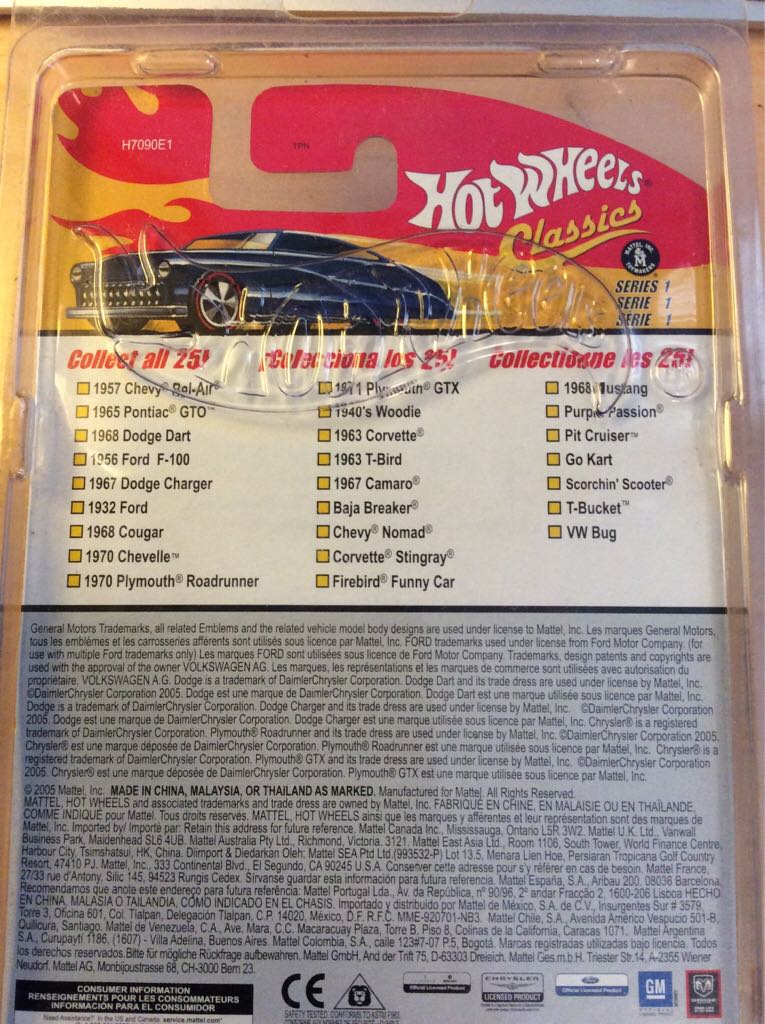 H7090E1
TPN
HOT WHEELS®
Classics
MATTEL, INC.
TOYMAKERS
SERIES 1
SERIE 1
SERIE 1
Collect all 25! ¡Colecciona los 25! Collectionne les 25!
1957 Chevy® Bel-Air®
1965 Pontiac® GTO™
1968 Dodge Dart
1956 Ford F-100
1967 Dodge Charger
1932 Ford
1968 Cougar
1970 Chevelle™
1970 Plymouth® Roadrunner
1971 Plymouth® GTX
1940's Woodie
1963 Corvette®
1963 T-Bird
1967 Camaro®
Baja Breaker®
Chevy® Nomad®
Corvette® Stingray®
Firebird® Funny Car
1968 Mustang
Purple Passion®
Pit Cruiser™
Go Kart
Scorchin' Scooter®
T-Bucket™
VW Bug
General Motors Trademarks, all related Emblems and the related vehicle model body designs are used under license to Mattel, Inc. Les marques General Motors,
tous les emblèmes et les carrosseries afférents sont utilisés sous licence par Mattel, Inc. FORD trademarks used under license from Ford Motor Company. (for
use with multiple Ford trademarks only) Les marques FORD sont utilisées sous licence de Ford Motor Company. Trademarks, design patents and copyrights are
used with the approval of the owner VOLKSWAGEN AG. Les marques, les représentations et les marques de commerce sont utilisées avec autorisation du
propriétaire. VOLKSWAGEN A.G. Dodge is a trademark of DaimlerChrysler Corporation. Dodge Dart and its trade dress are used under license by Mattel, Inc.
©DaimlerChrysler Corporation 2005. Dodge est une marque de DaimlerChrysler Corporation. Dodge Dart est une marque utilisée sous licence par Mattel, Inc.
Dodge is a trademark of DaimlerChrysler Corporation. Dodge Charger and its trade dress are used under license by Mattel, Inc. ©DaimlerChrysler Corporation
2005. Dodge est une marque de DaimlerChrysler Corporation. Dodge Charger est une marque utilisée sous licence par Mattel, Inc. Chrysler® is a registered
trademark of DaimlerChrysler Corporation. Plymouth® Roadrunner and its trade dress are used under license by Mattel, Inc. ©DaimlerChrysler Corporation 2005.
Chrysler® est une marque déposée de DaimlerChrysler Corporation. Plymouth® Roadrunner est une marque utilisée sous licence par Mattel, Inc. Chrysler® is a
registered trademark of DaimlerChrysler Corporation. Plymouth® GTX and its trade dress are used under license by Mattel, Inc. ©DaimlerChrysler Corporation
2005. Chrysler® est une marque déposée de DaimlerChrysler Corporation. Plymouth® GTX est une marque utilisée sous licence par Mattel, Inc.
© 2005 Mattel, Inc. MADE IN CHINA, MALAYSIA, OR THAILAND AS MARKED. Manufactured for Mattel. All Rights Reserved.
MATTEL, HOT WHEELS and associated trademarks and trade dress are owned by Mattel, Inc. FABRIQUÉ EN CHINE, EN MALAISIE OU EN THAÏLANDE,
COMME INDIQUÉ pour Mattel. Tous droits réservés. MATTEL, HOT WHEELS ainsi que les marques y afférentes et leur représentation sont des marques de
Mattel, Inc. Imported by/ Importé par: Retain this address for future reference. Mattel Canada Inc., Mississauga, Ontario L5R 3W2. Mattel U.K. Ltd., Vanwall
Business Park, Maidenhead SL6 4UB. Mattel Australia Pty Ltd., Richmond, Victoria. 3121. Mattel East Asia Ltd., Room 1106, South Tower, World Finance Centre,
Harbour City, Tsimshatsui, HK, China. Diimport & Diedarkan Oleh: Mattel SEA Ptd Ltd.(993532-P) Lot 13.5, Menara Lien Hoe, Persiaran Tropicana Golf Country
Resort, 47410 PJ. Mattel, Inc., 333 Continental Blvd., El Segundo, CA 90245 U.S.A. Conserver cette adresse pour s'y référer en cas de besoin. Mattel France,
27/33 rue d'Antony, Silic 145, 94523 Rungis Cedex. Sirvanse guardar esta información para futura referencia. Mattel España, S.A., Aribau 200. 08036 Barcelona.
Recomendamos que anote este endereço para futura referência: Mattel Portugal Lda., Av. da República, nº 90/96, 2º andar Fracção 2, 1600-206 Lisboa HECHO
EN CHINA, MALASIA O TAILANDIA, COMO INDICADO EN EL CHASIS. Importado y distribuido por Mattel de México, S.A. de C.V., Insurgentes Sur # 3579,
Torre 3, Oficina 601, Col. Tlalpan, Delegación Tlalpan, C.P. 14020, México, D.F. R.F.C. MME-920701-NB3. Mattel Chile, S.A., Avenida Américo Vespucio 501-B,
Quilicura, Santiago. Mattel de Venezuela, C.A., Ave. Mara, C.C. Macaracuay Plaza, Torre B, Piso 8, Colinas de la California, Caracas 1071. Mattel Argentina
S.A., Curupaytí 1186, (1607) - Villa Adelina, Buenos Aires. Mattel Colombia, S.A., calle 123#7-07 P.5, Bogotá. Marcas registradas utilizadas bajo licencia. Todos
los derechos reservados. Bitte für mögliche Rückfrage aufbewahren. Mattel GmbH, And der Trift 75, D-63303 Dreieich. Mattel Ges.m.b.H. Triester Str.14, A-2355 Wiener
Neudorf. Mattel AG, Monbijoustrasse 68, CH-3000 Bern 23.
CONSUMER INFORMATION
RENSEIGNEMENTS POUR LES CONSOMMATEURS
INFORMACIÓN PARA EL CONSUMIDOR
Need Assistance? In the US and Canada service.mattel.com
CE
SAFETY TESTED
CONFORMS TO ASTM F963
Official Licensed Product
CHRYSLER
LICENSED PRODUCT
Official Licensed Product
GM
OFFICIAL
DODGE